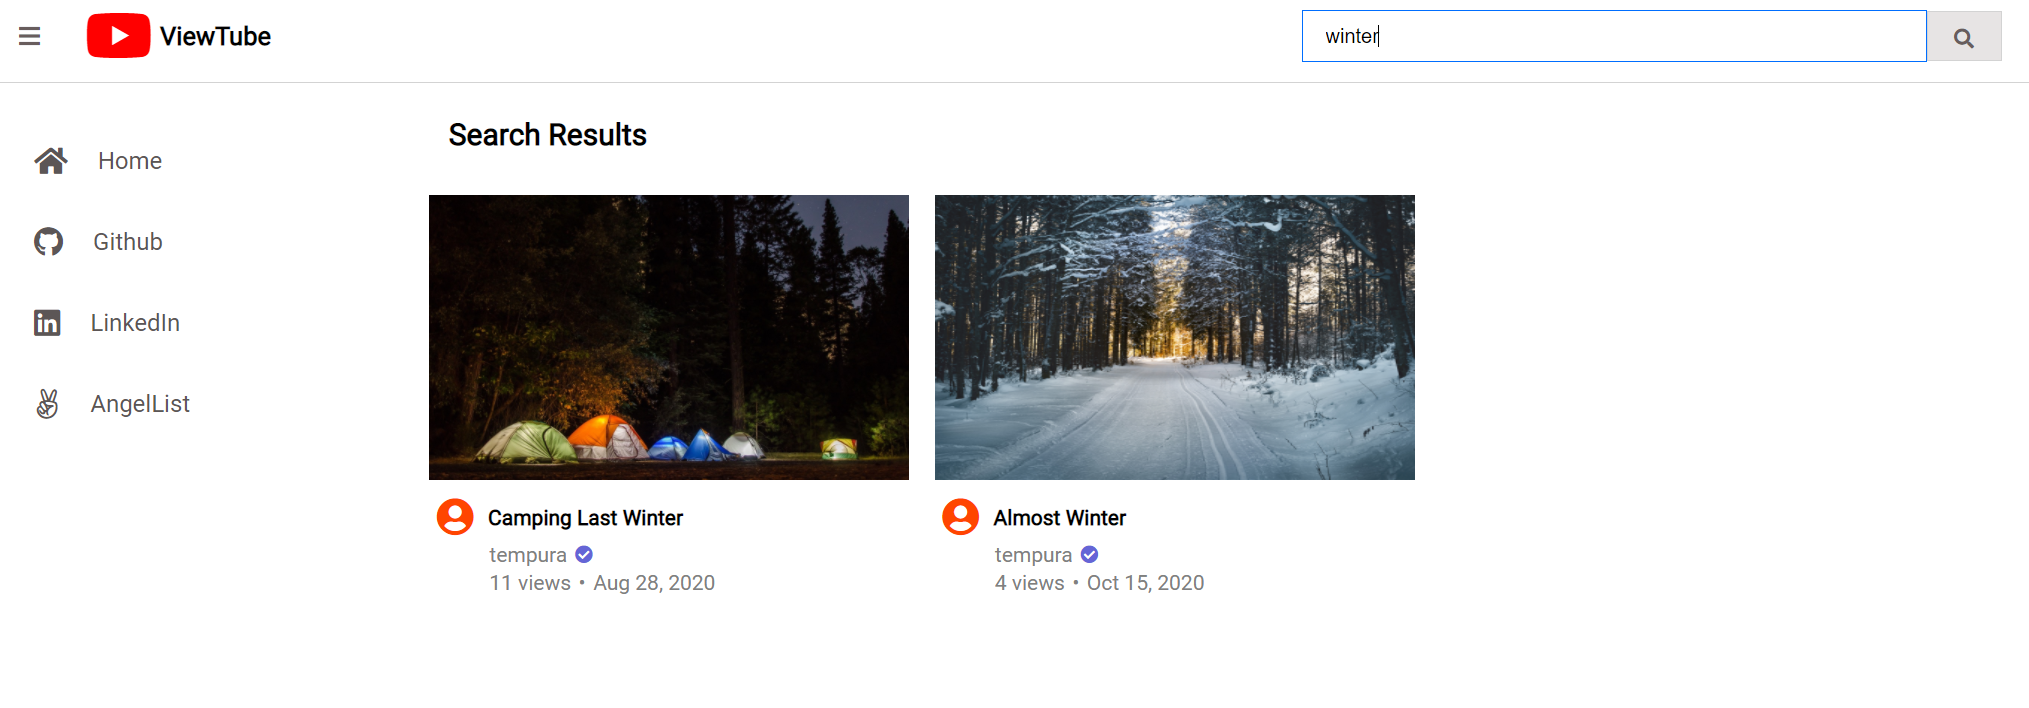 ViewTube
winter
Home
Github
LinkedIn
AngelList
Search Results
Camping Last Winter
tempura
11 views • Aug 28, 2020
Almost Winter
tempura
4 views • Oct 15, 2020